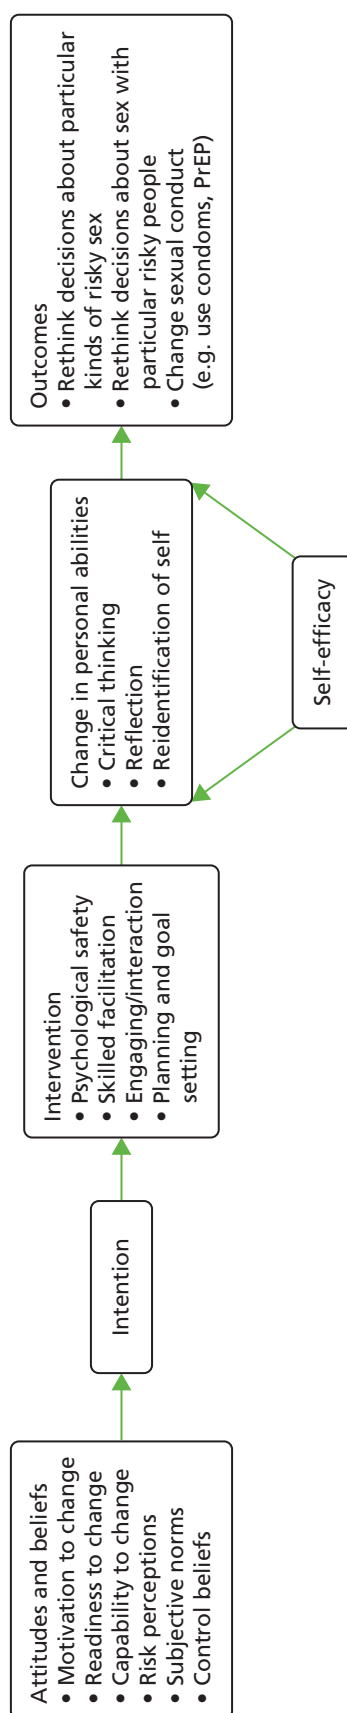 Attitudes and beliefs
• Motivation to change
• Readiness to change
• Capability to change
• Risk perceptions
• Subjective norms
• Control beliefs
Intention
Intervention
• Psychological safety
• Skilled facilitation
• Engaging/interaction
• Planning and goal
setting
Change in personal abilities
• Critical thinking
• Reflection
• Reidentification of self
Self-efficacy
Outcomes
• Rethink decisions about particular
kinds of risky sex
• Rethink decisions about sex with
particular risky people
• Change sexual conduct
(e.g. use condoms, PrEP)